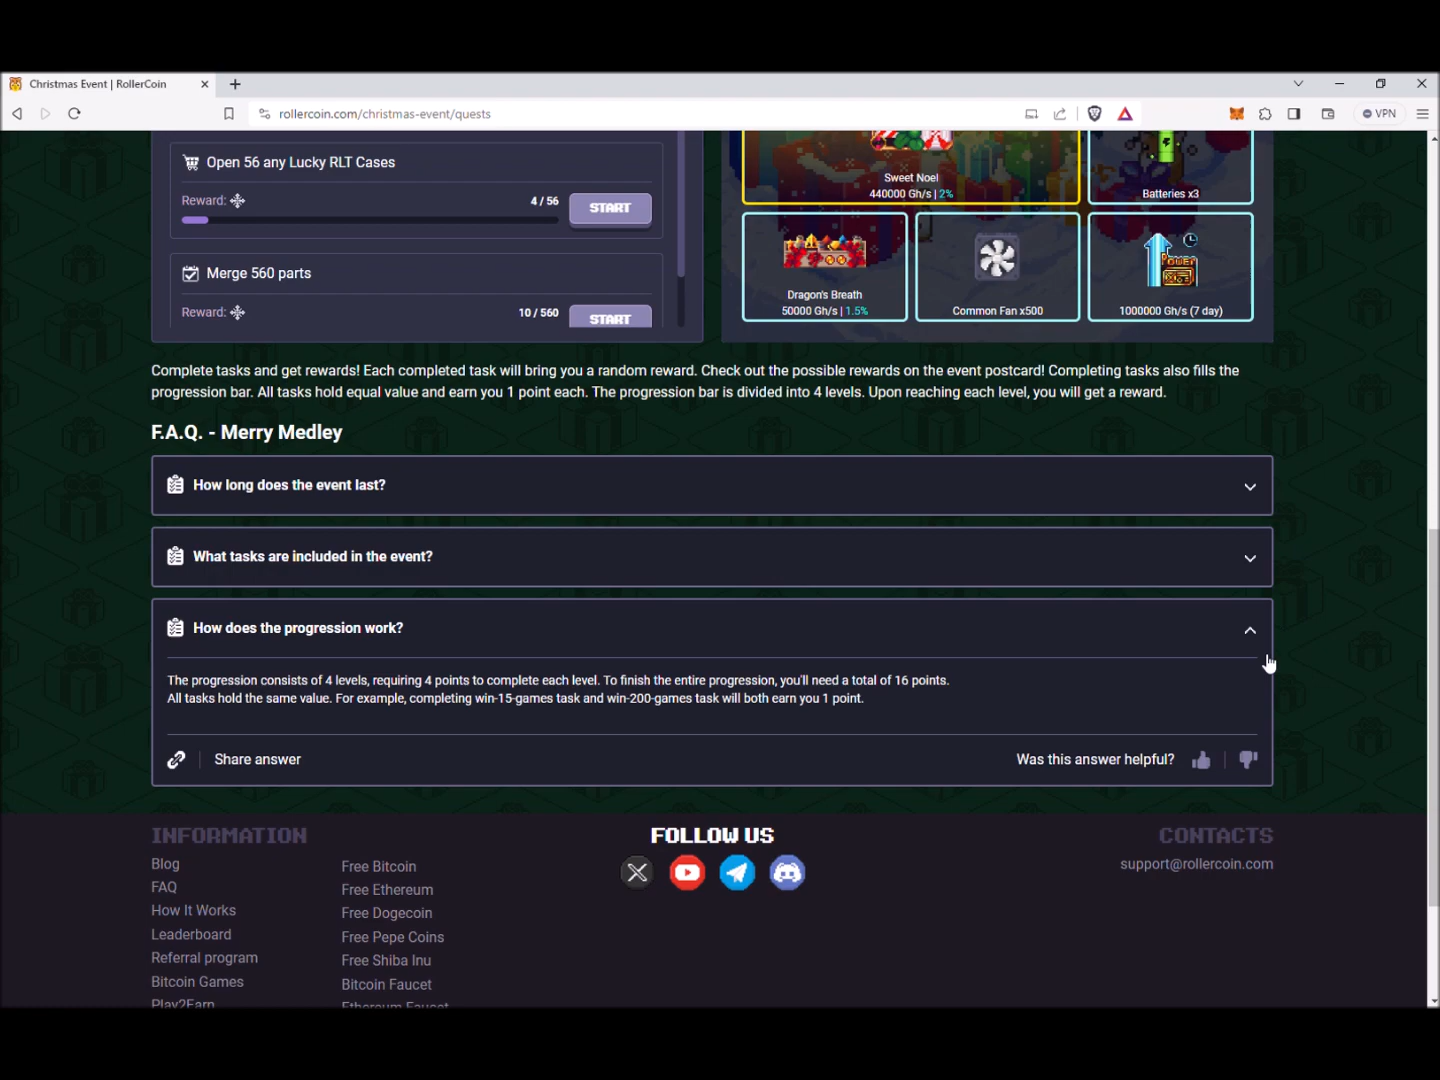 Christmas Event | RollerCoin
rollercoin.com/christmas-event/quests
VPN
Open 56 any Lucky RLT Cases
Reward:
4 / 56
START
Merge 560 parts
Reward:
10 / 560
START
Sweet Noel
440000 Gh/s | 2%
Batteries x3
Dragon's Breath
50000 Gh/s | 1.5%
Common Fan x500
POWER
1000000 Gh/s (7 day)
Complete tasks and get rewards! Each completed task will bring you a random reward. Check out the possible rewards on the event postcard! Completing tasks also fills the
progression bar. All tasks hold equal value and earn you 1 point each. The progression bar is divided into 4 levels. Upon reaching each level, you will get a reward.
F.A.Q. - Merry Medley
How long does the event last?
What tasks are included in the event?
How does the progression work?
The progression consists of 4 levels, requiring 4 points to complete each level. To finish the entire progression, you'll need a total of 16 points.
All tasks hold the same value. For example, completing win-15-games task and win-200-games task will both earn you 1 point.
Share answer
Was this answer helpful?
INFORMATION
Blog
FAQ
How It Works
Leaderboard
Referral program
Bitcoin Games
Play2Earn
Free Bitcoin
Free Ethereum
Free Dogecoin
Free Pepe Coins
Free Shiba Inu
Bitcoin Faucet
Ethereum Faucet
FOLLOW US
CONTACTS
support@rollercoin.com